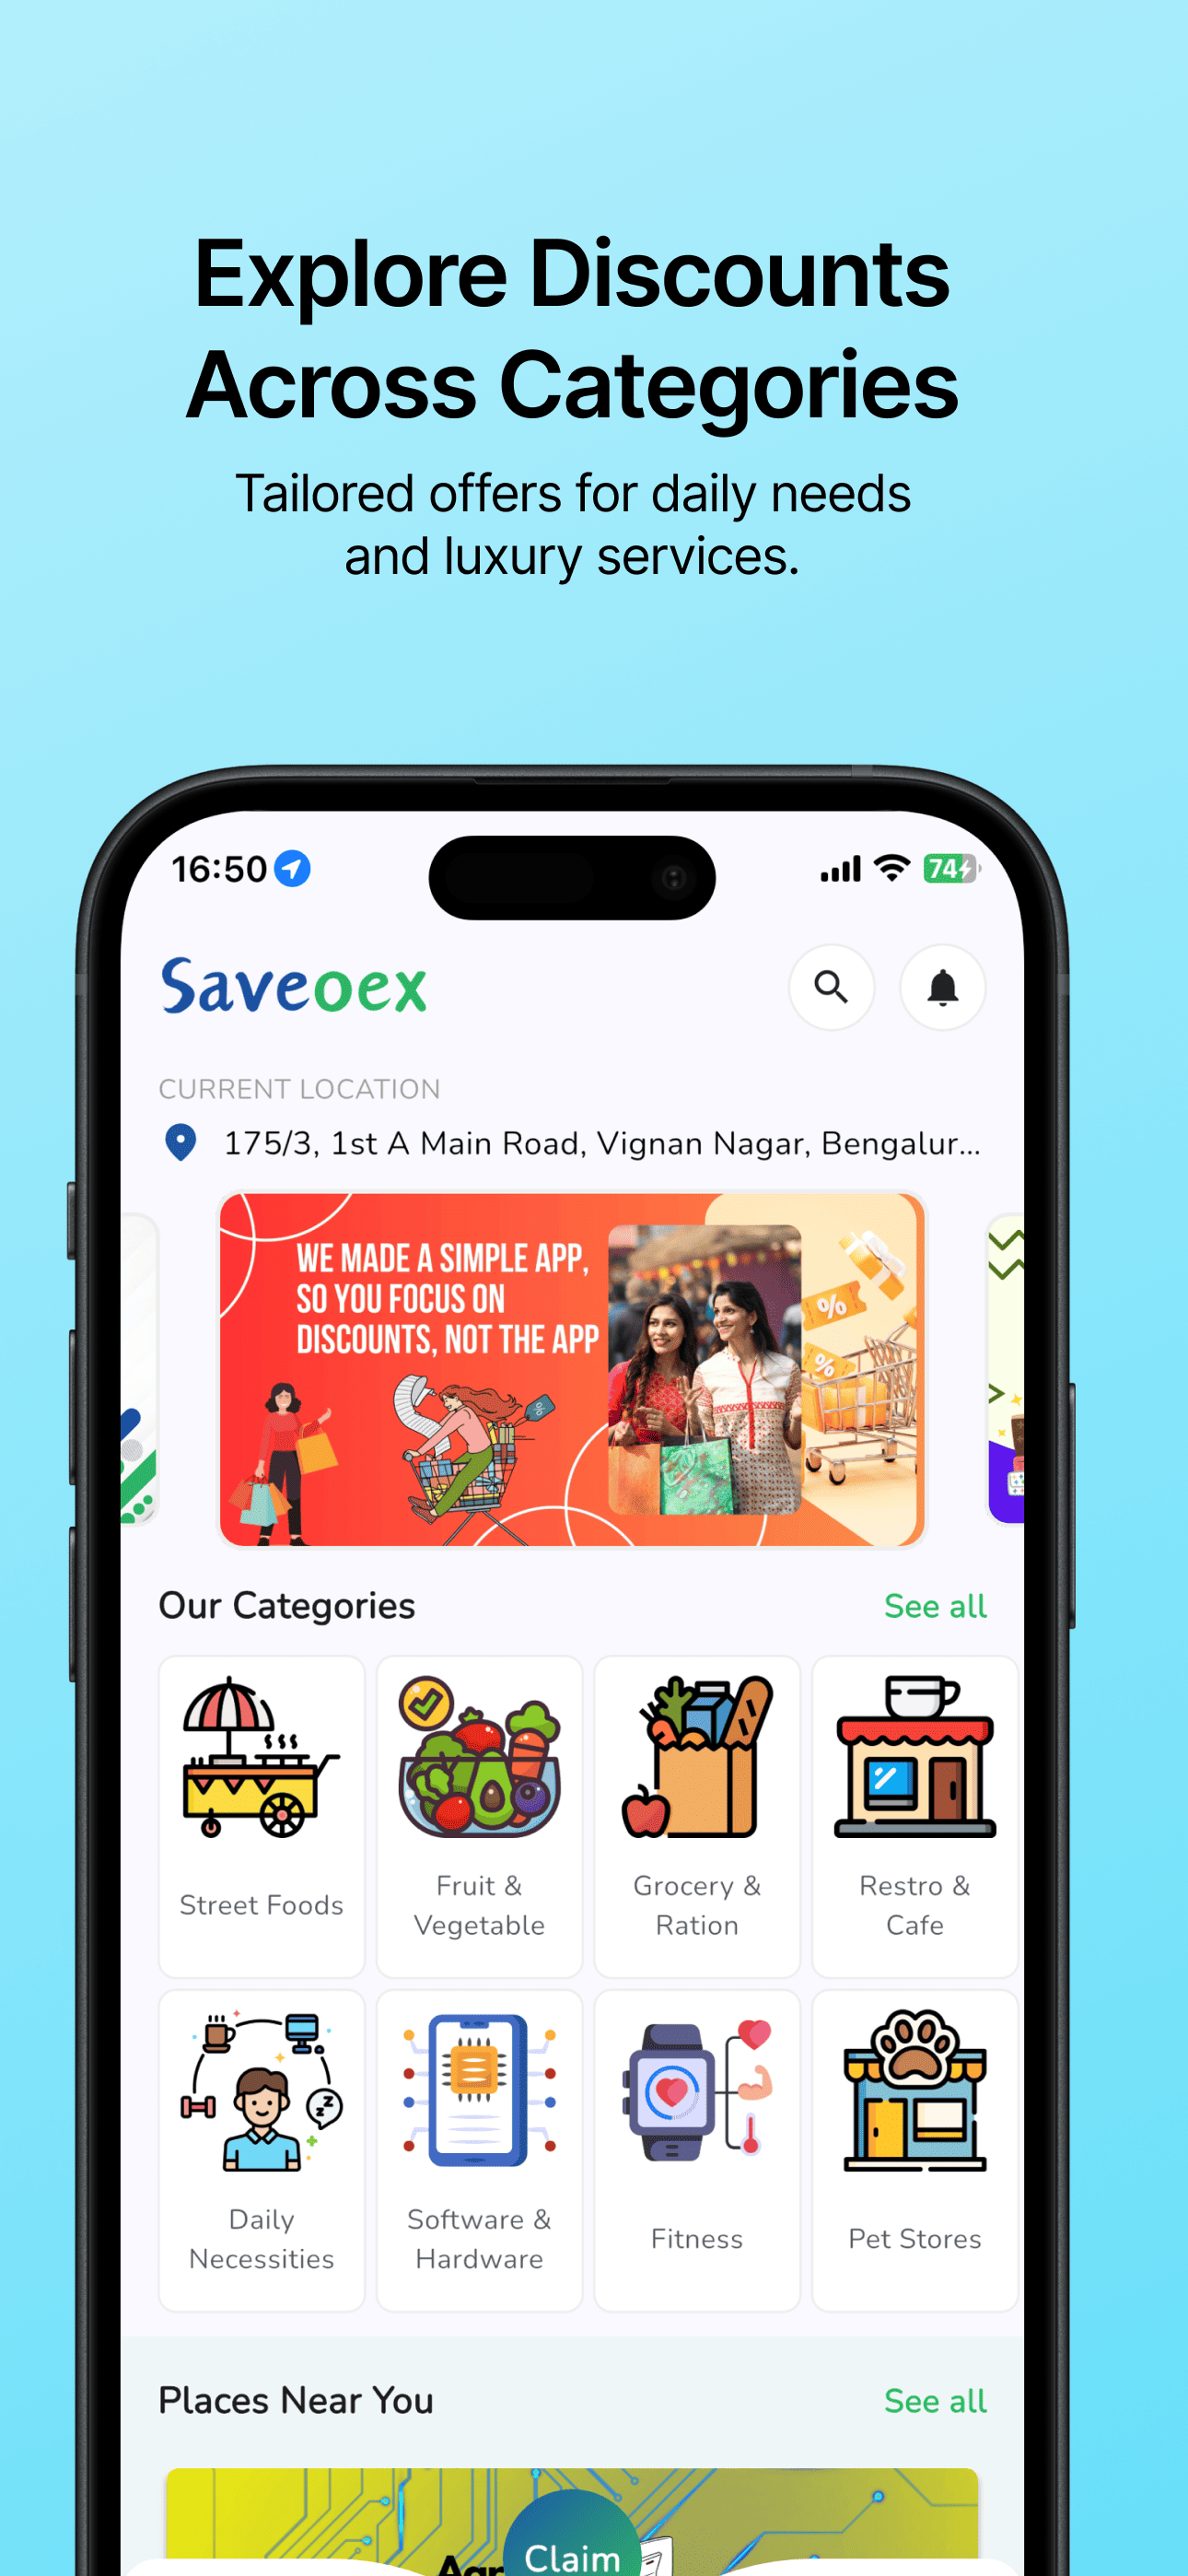 Explore Discounts
Across Categories
Tailored offers for daily needs
and luxury services.
16:50
74
Saveoex
CURRENT LOCATION
175/3, 1st A Main Road, Vignan Nagar, Bengalur...
WE MADE A SIMPLE APP,
SO YOU FOCUS ON
DISCOUNTS, NOT THE APP
%
%
%
Our Categories
See all
Street Foods
Fruit &
Vegetable
Grocery &
Ration
Restro &
Cafe
z z
Daily
Necessities
Software &
Hardware
Fitness
Pet Stores
Places Near You
See all
Claim